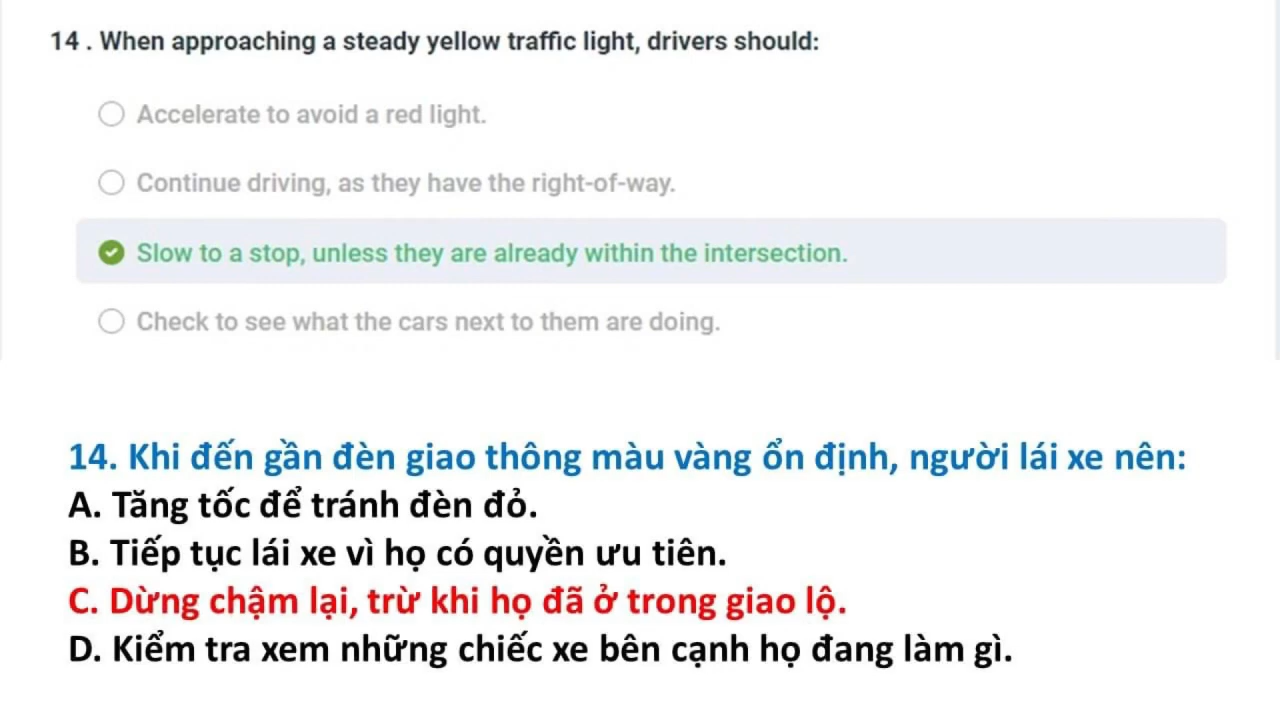 14 . When approaching a steady yellow traffic light, drivers should:
Accelerate to avoid a red light.
Continue driving, as they have the right-of-way.
Slow to a stop, unless they are already within the intersection.
Check to see what the cars next to them are doing.
14. Khi đến gần đèn giao thông màu vàng ổn định, người lái xe nên:
A. Tăng tốc để tránh đèn đỏ.
B. Tiếp tục lái xe vì họ có quyền ưu tiên.
C. Dừng chậm lại, trừ khi họ đã ở trong giao lộ.
D. Kiểm tra xem những chiếc xe bên cạnh họ đang làm gì.